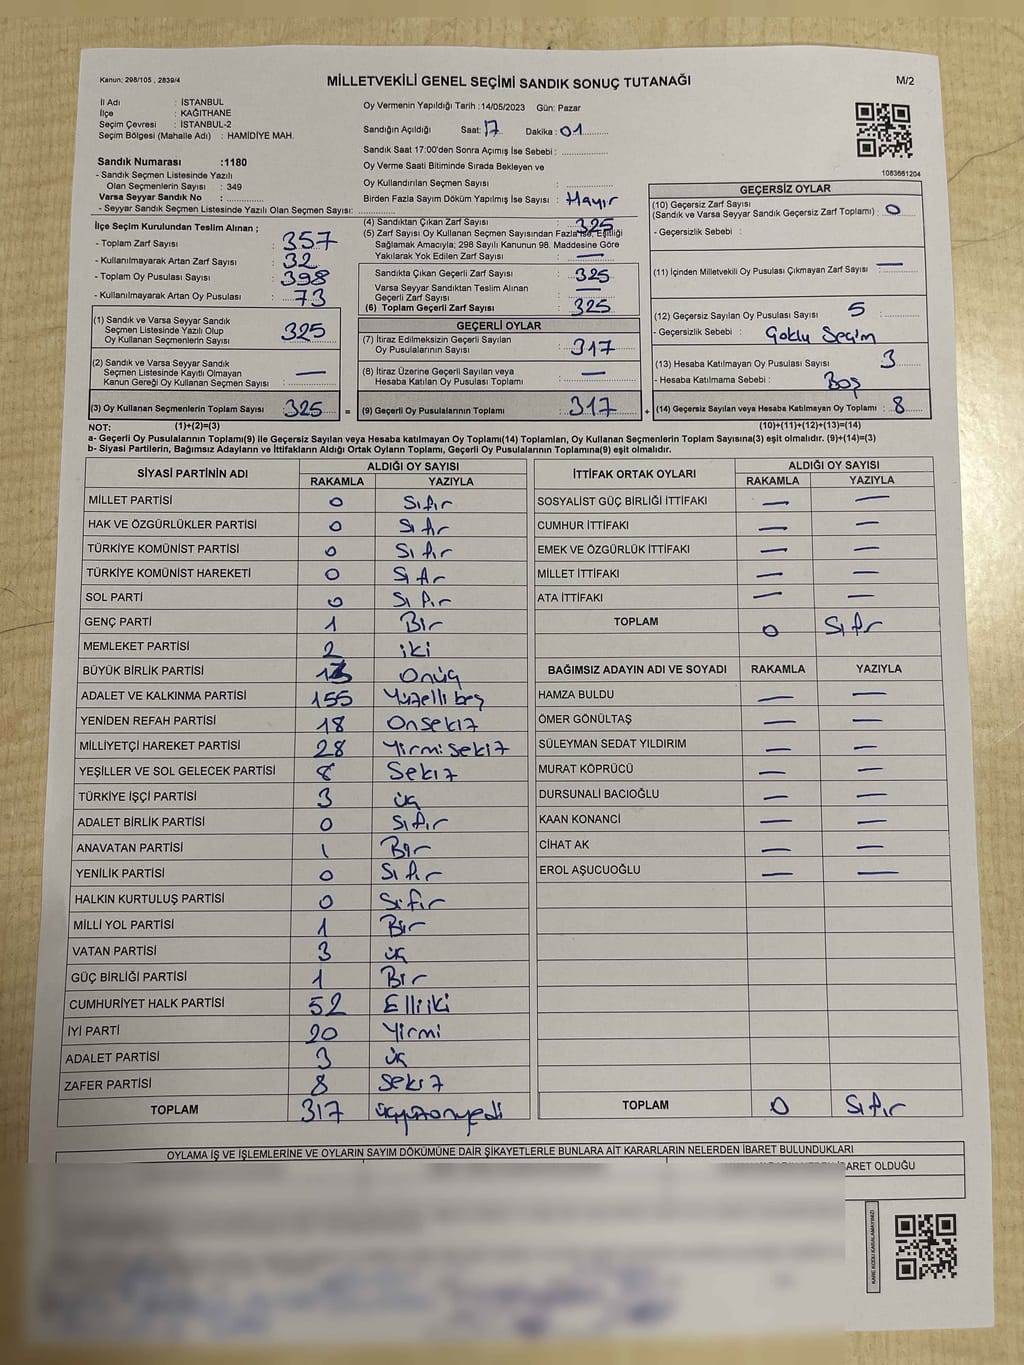 Kanun; 298/105 , 2839/4
MİLLETVEKİLİ GENEL SEÇİMİ SANDIK SONUÇ TUTANAĞI
M/2
İl Adı : İSTANBUL
İlçe : KAĞITHANE
Seçim Çevresi : İSTANBUL-2
Seçim Bölgesi (Mahalle Adı) : HAMİDİYE MAH.
Oy Vermenin Yapıldığı Tarih :14/05/2023 Gün: Pazar
Sandığın Açıldığı Saat: 17 Dakika : 01
Sandık Saat 17:00'den Sonra Açımış İse Sebebi :
Oy Verme Saati Bitiminde Sırada Bekleyen ve
Oy Kullandırılan Seçmen Sayısı :
Birden Fazla Sayım Döküm Yapılmış İse Sayısı : Hayır
1083661204
Sandık Numarası :1180
- Sandık Seçmen Listesinde Yazılı
Olan Seçmenlerin Sayısı : 349
Varsa Seyyar Sandık No :
- Seyyar Sandık Seçmen Listesinde Yazılı Olan Seçmen Sayısı:
İlçe Seçim Kurulundan Teslim Alınan ;
- Toplam Zarf Sayısı : 357
- Kullanılmayarak Artan Zarf Sayısı : 32
- Toplam Oy Pusulası Sayısı : 398
- Kullanılmayarak Artan Oy Pusulası : 73
(1) Sandık ve Varsa Seyyar Sandık
Seçmen Listesinde Yazılı Olup
Oy Kullanan Seçmenlerin Sayısı : 325
(2) Sandık ve Varsa Seyyar Sandık
Seçmen Listesinde Kayıtlı Olmayan
Kanun Gereği Oy Kullanan Seçmen Sayısı : —
(3) Oy Kullanan Seçmenlerin Toplam Sayısı : 325 =
(4) Sandıktan Çıkan Zarf Sayısı : 325
(5) Zarf Sayısı Oy Kullanan Seçmen Sayısından Fazla İse, Eşitliği
Sağlamak Amacıyla; 298 Sayılı Kanunun 98. Maddesine Göre
Yakılarak Yok Edilen Zarf Sayısı : —
Sandıkta Çıkan Geçerli Zarf Sayısı : 325
Varsa Seyyar Sandıktan Teslim Alınan
Geçerli Zarf Sayısı : —
(6) Toplam Geçerli Zarf Sayısı : 325
GEÇERLİ OYLAR
(7) İtiraz Edilmeksizin Geçerli Sayılan
Oy Pusulalarının Sayısı : 317
(8) İtiraz Üzerine Geçerli Sayılan veya
Hesaba Katılan Oy Pusulası Toplamı : —
(9) Geçerli Oy Pusulalarının Toplamı : 317 +
GEÇERSİZ OYLAR
(10) Geçersiz Zarf Sayısı
(Sandık ve Varsa Seyyar Sandık Geçersiz Zarf Toplamı) : 0
- Geçersizlik Sebebi :
(11) İçinden Milletvekili Oy Pusulası Çıkmayan Zarf Sayısı : —
(12) Geçersiz Sayılan Oy Pusulası Sayısı : 5
- Geçersizlik Sebebi : Çoklu Seçim
(13) Hesaba Katılmayan Oy Pusulası Sayısı : 3
- Hesaba Katılmama Sebebi : Boş
(14) Geçersiz Sayılan veya Hesaba Katılmayan Oy Toplamı : 8
NOT: (1)+(2)=(3) (10)+(11)+(12)+(13)=(14)
a- Geçerli Oy Pusulaları Toplamı(9) ile Geçersiz Sayılan veya Hesaba katılmayan Oy Toplamı(14) Toplamları, Oy Kullanan Seçmenlerin Toplam Sayısına(3) eşit olmalıdır. (9)+(14)=(3)
b- Siyasi Partilerin, Bağımsız Adayların ve İttifakların Aldığı Ortak Oyların Toplamı, Geçerli Oy Pusulalarının Toplamına(9) eşit olmalıdır.
SİYASİ PARTİNİN ADI ALDIĞI OY SAYISI
RAKAMLA YAZIYLA
MİLLET PARTİSİ 0 Sıfır
HAK VE ÖZGÜRLÜKLER PARTİSİ 0 Sıfır
TÜRKİYE KOMÜNİST PARTİSİ 0 Sıfır
TÜRKİYE KOMÜNİST HAREKETİ 0 Sıfır
SOL PARTİ 0 Sıfır
GENÇ PARTİ 1 Bir
MEMLEKET PARTİSİ 2 iki
BÜYÜK BİRLİK PARTİSİ 13 Onüç
ADALET VE KALKINMA PARTİSİ 155 Yüzelli beş
YENİDEN REFAH PARTİSİ 18 Onsekiz
MİLLİYETÇİ HAREKET PARTİSİ 28 Yirmi sekiz
YEŞİLLER VE SOL GELECEK PARTİSİ 8 Sekiz
TÜRKİYE İŞÇİ PARTİSİ 3 üç
ADALET BİRLİK PARTİSİ 0 Sıfır
ANAVATAN PARTİSİ 1 Bir
YENİLİK PARTİSİ 0 Sıfır
HALKIN KURTULUŞ PARTİSİ 0 Sıfır
MİLLİ YOL PARTİSİ 1 Bir
VATAN PARTİSİ 3 üç
GÜÇ BİRLİĞİ PARTİSİ 1 Bir
CUMHURİYET HALK PARTİSİ 52 Elli iki
İYİ PARTİ 20 Yirmi
ADALET PARTİSİ 3 üç
ZAFER PARTİSİ 8 Sekiz
TOPLAM 317 üçyüzonyedi
İTTİFAK ORTAK OYLARI ALDIĞI OY SAYISI
RAKAMLA YAZIYLA
SOSYALİST GÜÇ BİRLİĞİ İTTİFAKI — —
CUMHUR İTTİFAKI — —
EMEK VE ÖZGÜRLÜK İTTİFAKI — —
MİLLET İTTİFAKI — —
ATA İTTİFAKI — —
TOPLAM 0 Sıfır
BAĞIMSIZ ADAYIN ADI VE SOYADI RAKAMLA YAZIYLA
HAMZA BULDU — —
ÖMER GÖNÜLTAŞ — —
SÜLEYMAN SEDAT YILDIRIM — —
MURAT KÖPRÜCÜ — —
DURSUNALİ BACIOĞLU — —
KAAN KONANCİ — —
CİHAT AK — —
EROL AŞUCUOĞLU — —
TOPLAM 0 Sıfır
OYLAMA İŞ VE İŞLEMLERİNE VE OYLARIN SAYIM DÖKÜMÜNE DAİR ŞİKAYETLERLE BUNLARA AİT KARARLARIN NELERDEN İBARET BULUNDUKLARI
İBARET OLDUĞU
KARE KODU KARALAMAYINIZ!